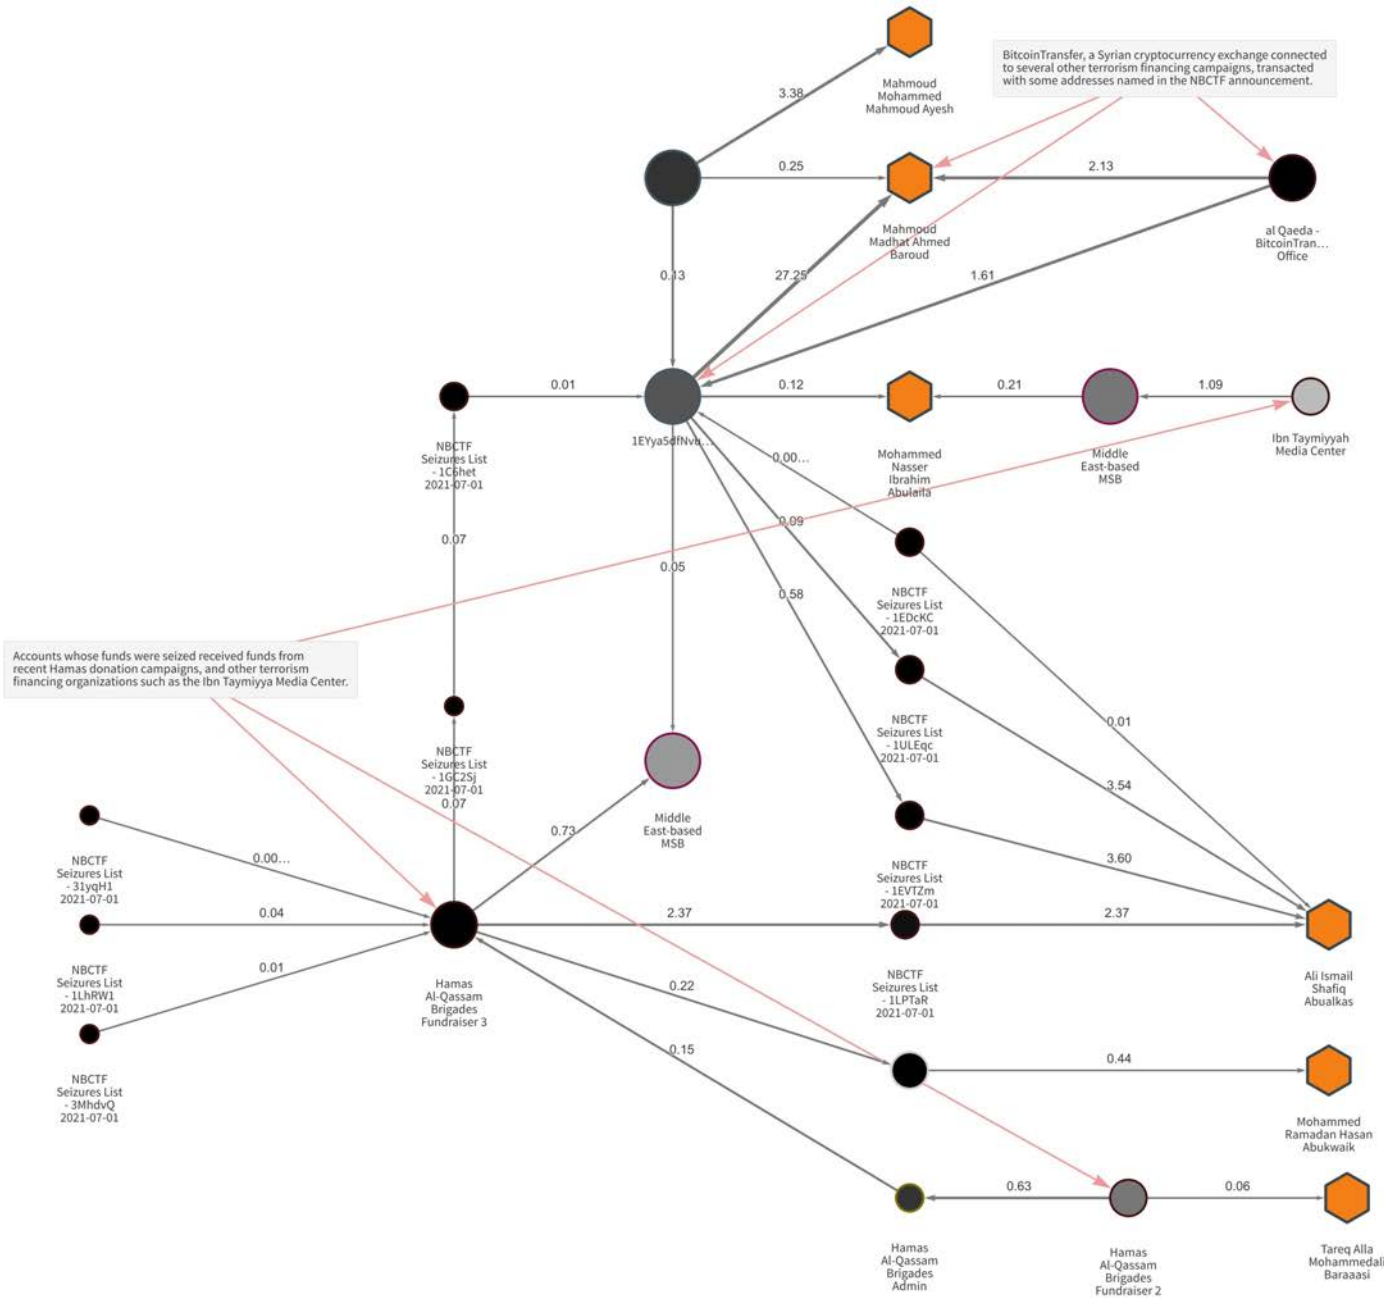 Mahmoud
Mohammed
Mahmoud Ayesh
BitcoinTransfer, a Syrian cryptocurrency exchange connected
to several other terrorism financing campaigns, transacted
with some addresses named in the NBCTF announcement.
3.38
0.25
2.13
Mahmoud
Madhat Ahmed
Baroud
al Qaeda -
BitcoinTran...
Office
0.13
27.25
1.61
0.01
0.12
0.21
1.09
NBCTF
Seizures List
- 1C6het
2021-07-01
1EYya5dfNvu...
Mohammed
Nasser
Ibrahim
Abulaila
Middle
East-based
MSB
Ibn Taymiyyah
Media Center
0.00...
0.07
0.09
0.05
0.58
NBCTF
Seizures List
- 1EDcKC
2021-07-01
Accounts whose funds were seized received funds from
recent Hamas donation campaigns, and other terrorism
financing organizations such as the Ibn Taymiyya Media Center.
NBCTF
Seizures List
- 1GC2Sj
2021-07-01
0.07
NBCTF
Seizures List
- 1ULEqc
2021-07-01
0.01
3.54
0.73
Middle
East-based
MSB
NBCTF
Seizures List
- 31yqH1
2021-07-01
0.00...
NBCTF
Seizures List
- 1EVTZm
2021-07-01
3.60
0.04
2.37
2.37
NBCTF
Seizures List
- 1LhRW1
2021-07-01
0.01
Hamas
Al-Qassam
Brigades
Fundraiser 3
0.22
NBCTF
Seizures List
- 1LPTaR
2021-07-01
Ali Ismail
Shafiq
Abualkas
NBCTF
Seizures List
- 3MhdvQ
2021-07-01
0.15
0.44
Mohammed
Ramadan Hasan
Abukwaik
0.63
0.06
Hamas
Al-Qassam
Brigades
Admin
Hamas
Al-Qassam
Brigades
Fundraiser 2
Tareq Alla
Mohammedali
Baraaasi